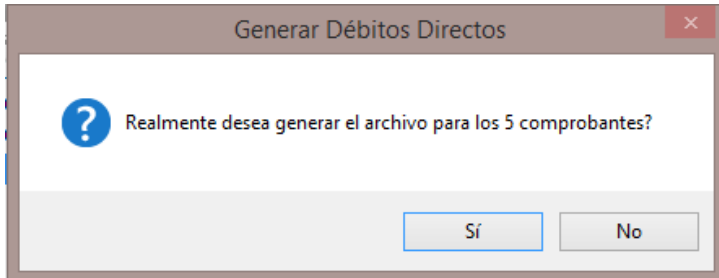 Generar Débitos Directos
Realmente desea generar el archivo para los 5 comprobantes?
Sí
No